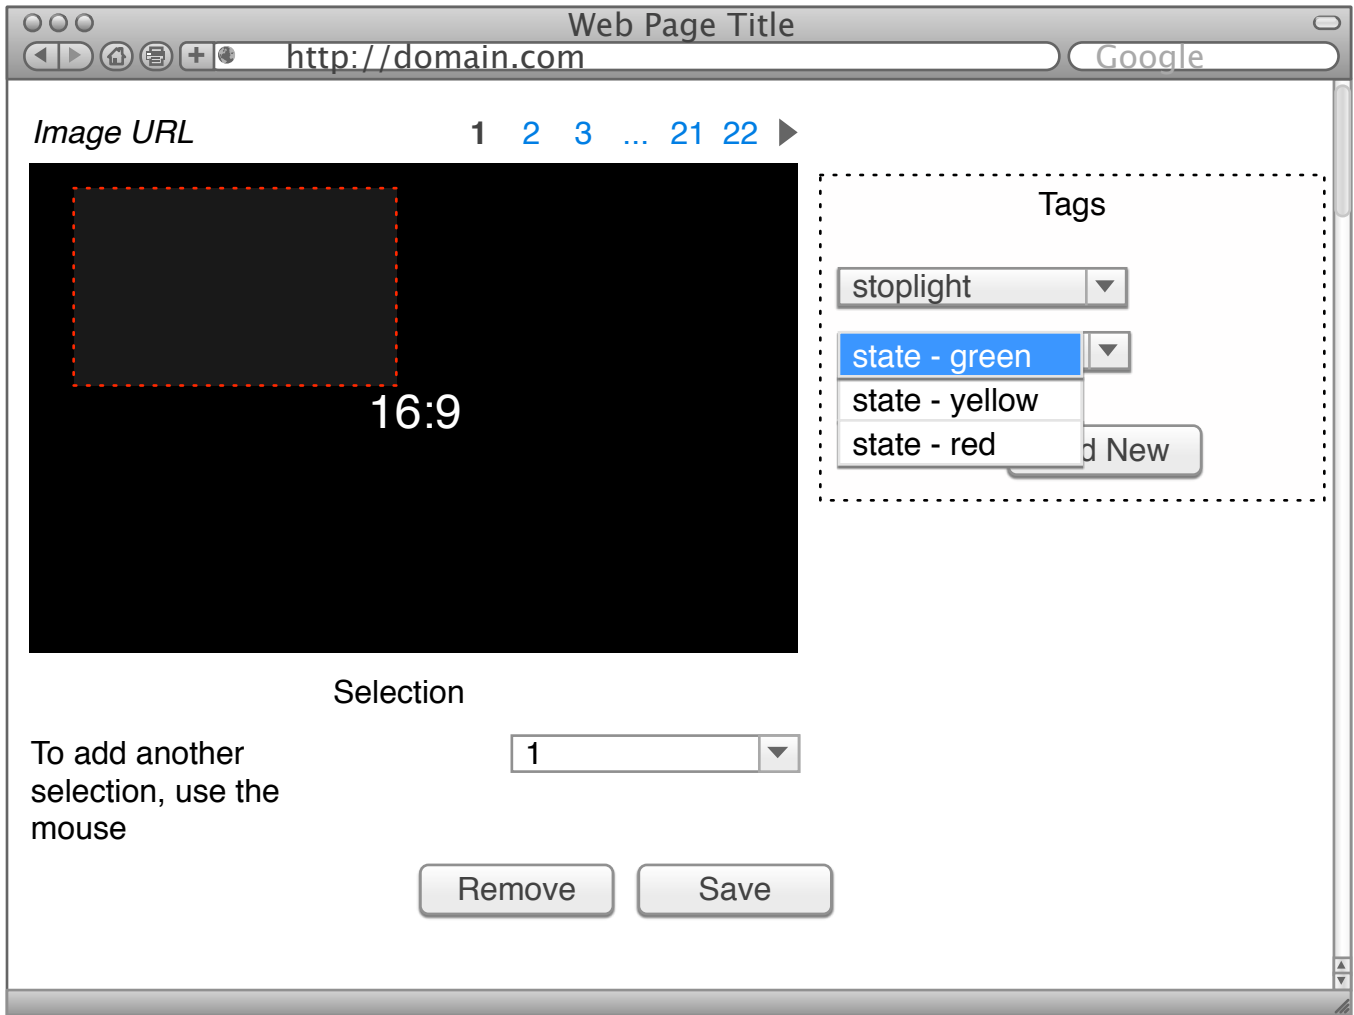 Web Page Title
http://domain.com
Google
Image URL
1 2 3 ... 21 22
Tags
stoplight
state - green
16:9
state - yellow
state - red
d New
Selection
To add another
selection, use the
mouse
1
Remove
Save